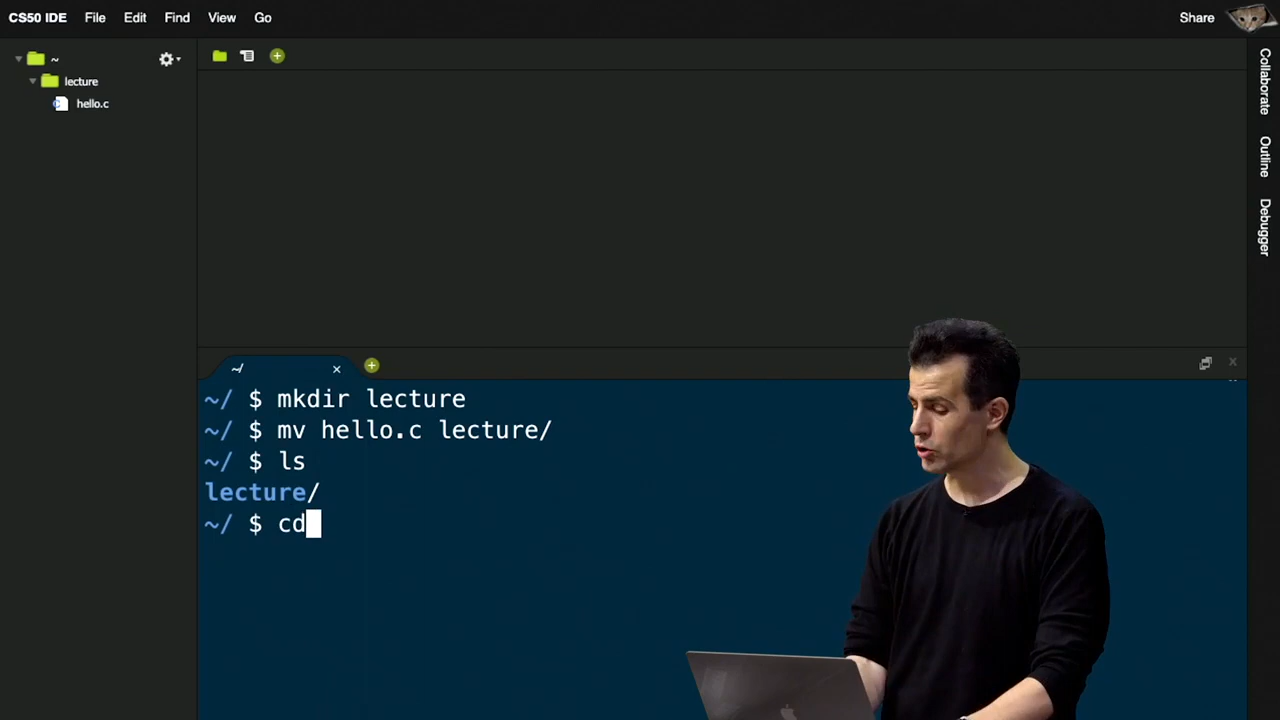 CS50 IDE File Edit Find View Go Share
~
lecture
hello.c
Collaborate
Outline
Debugger
~/
~/ $ mkdir lecture
~/ $ mv hello.c lecture/
~/ $ ls
lecture/
~/ $ cd